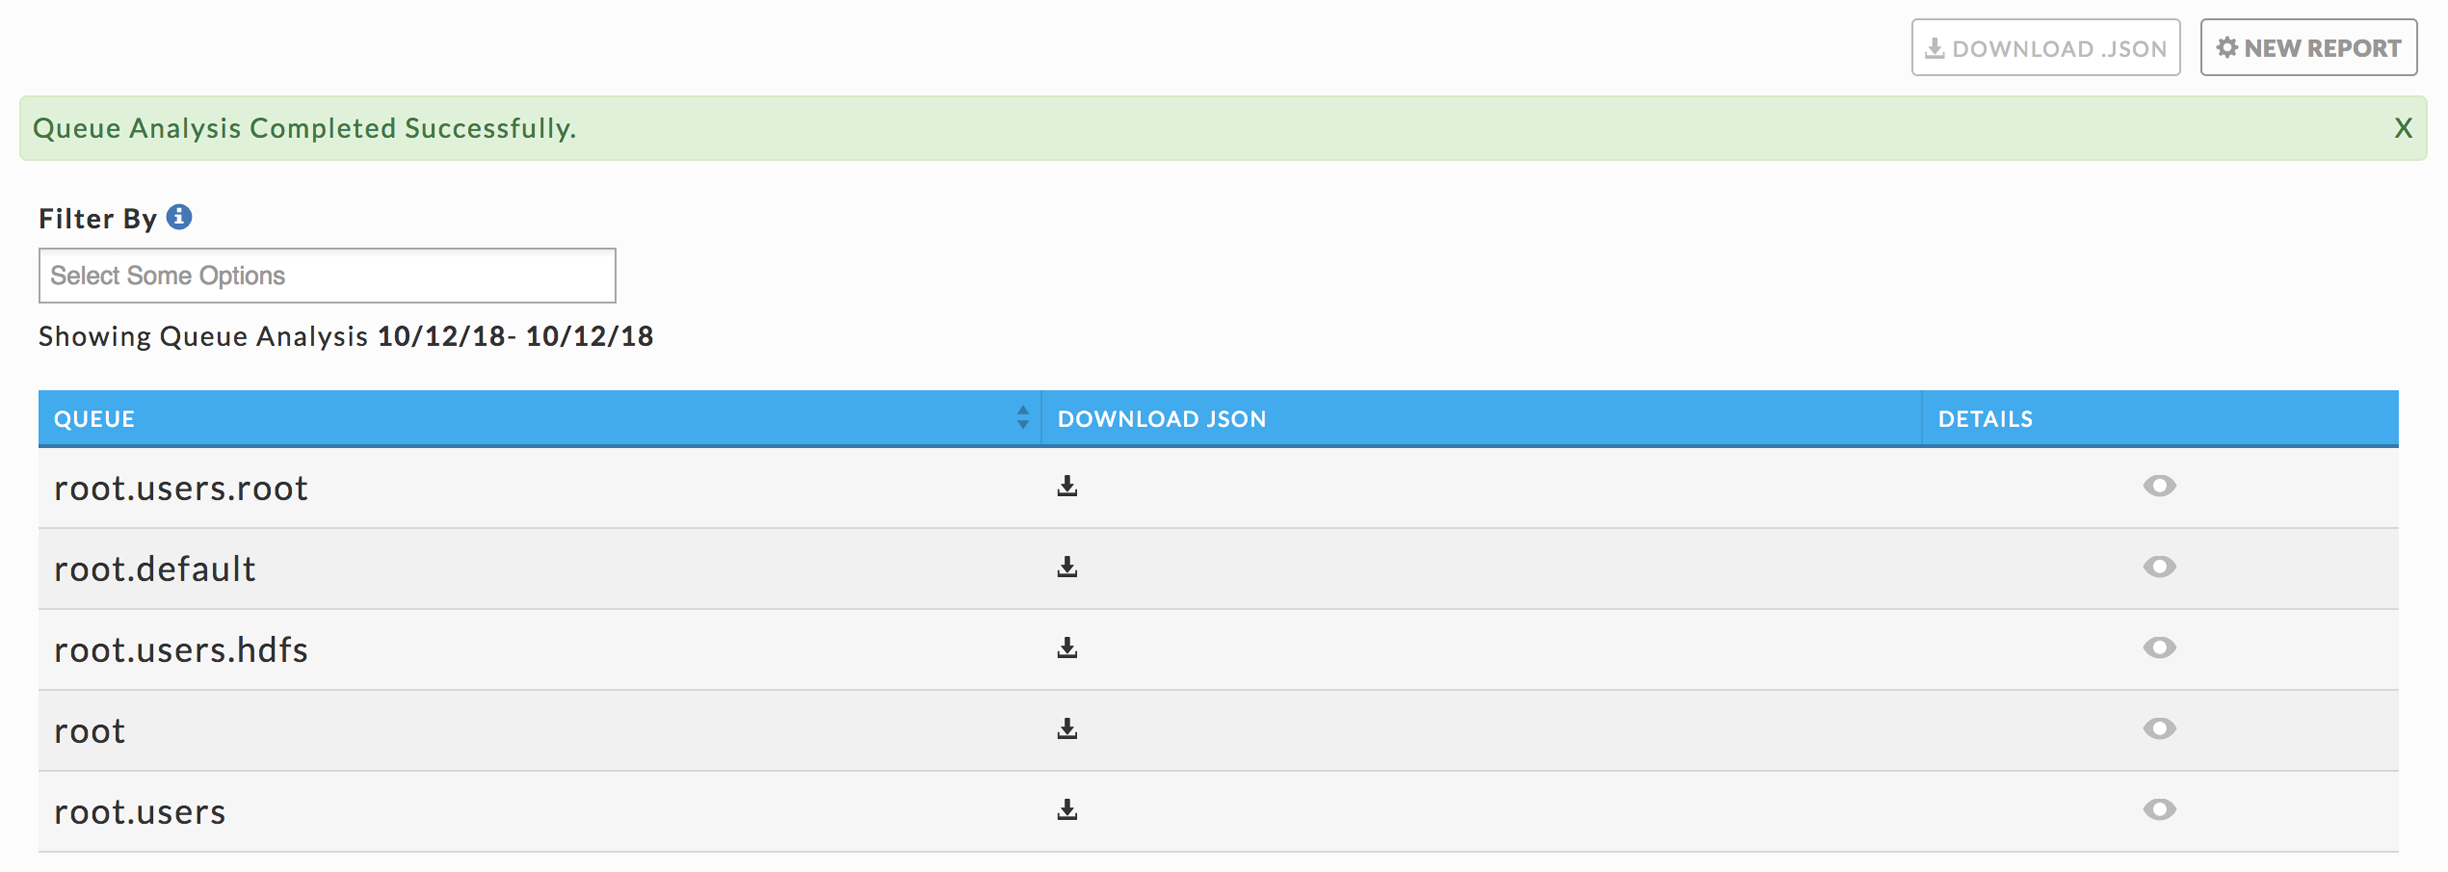 DOWNLOAD .JSON NEW REPORT
Queue Analysis Completed Successfully. X
Filter By
Select Some Options
Showing Queue Analysis 10/12/18- 10/12/18
QUEUE DOWNLOAD JSON DETAILS
root.users.root
root.default
root.users.hdfs
root
root.users